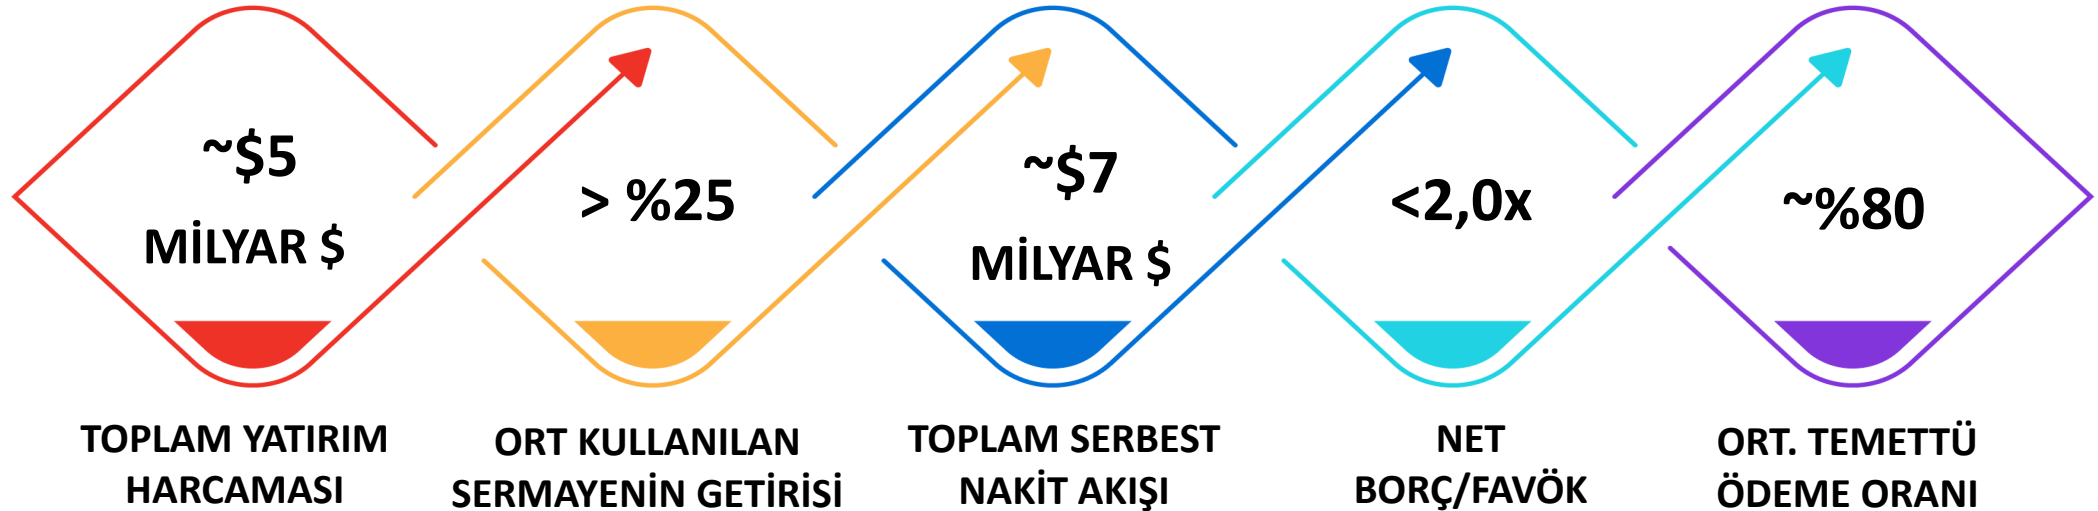 ~$5
MİLYAR $
TOPLAM YATIRIM
HARCAMASI
> %25
ORT KULLANILAN
SERMAYENİN GETİRİSİ
~$7
MİLYAR $
TOPLAM SERBEST
NAKİT AKIŞI
<2,0x
NET
BORÇ/FAVÖK
~%80
ORT. TEMETTÜ
ÖDEME ORANI